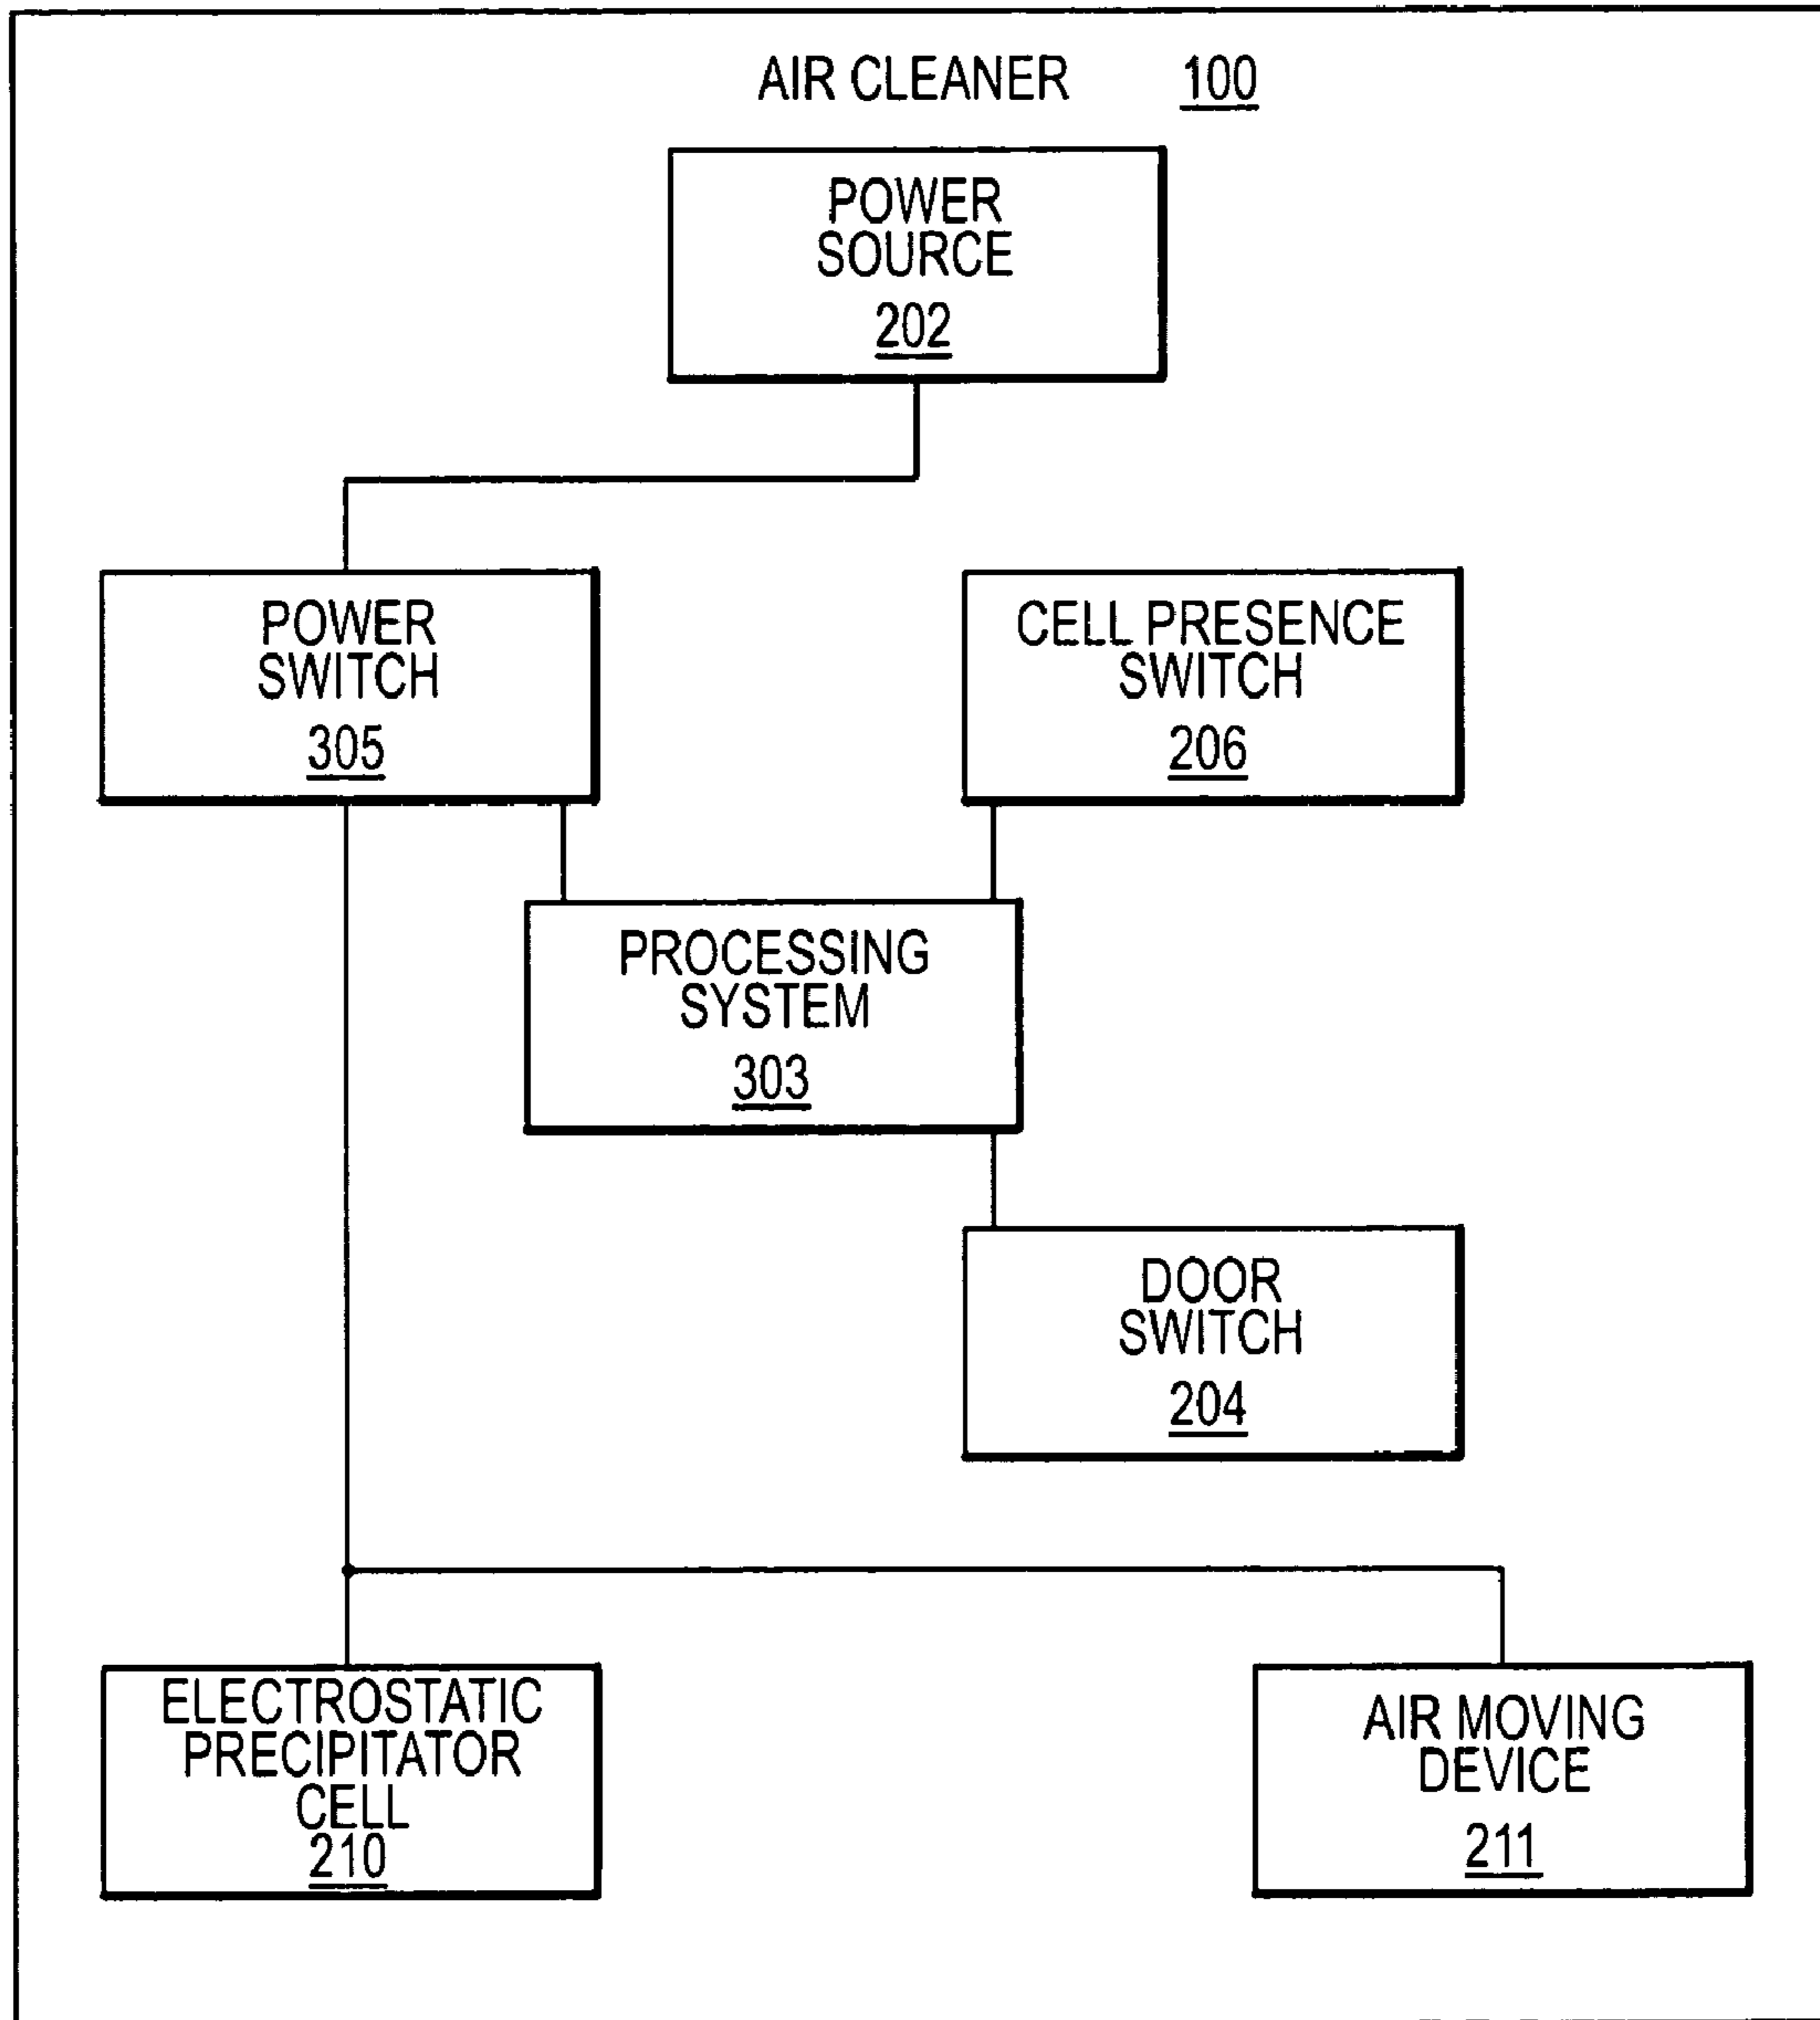 AIR CLEANER 100
POWER
SOURCE
202
POWER
SWITCH
305
CELL PRESENCE
SWITCH
206
PROCESSING
SYSTEM
303
DOOR
SWITCH
204
ELECTROSTATIC
PRECIPITATOR
CELL
210
AIR MOVING
DEVICE
211